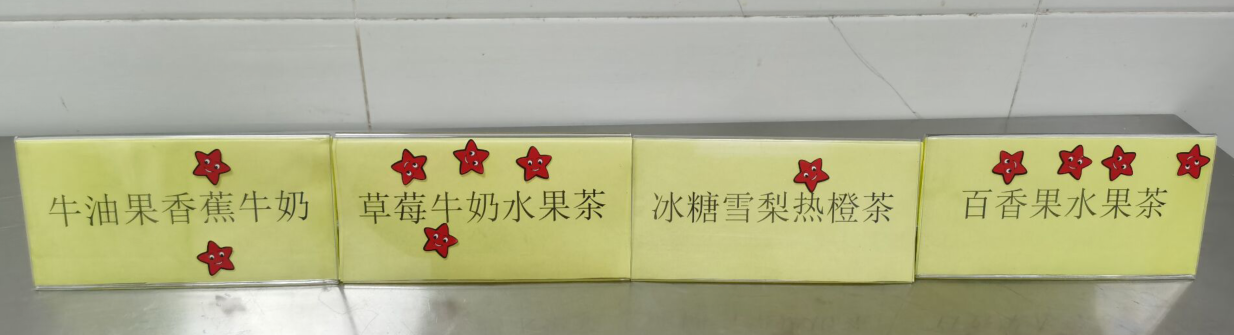 牛油果香蕉牛奶
草莓牛奶水果茶
冰糖雪梨热橙茶
百香果水果茶